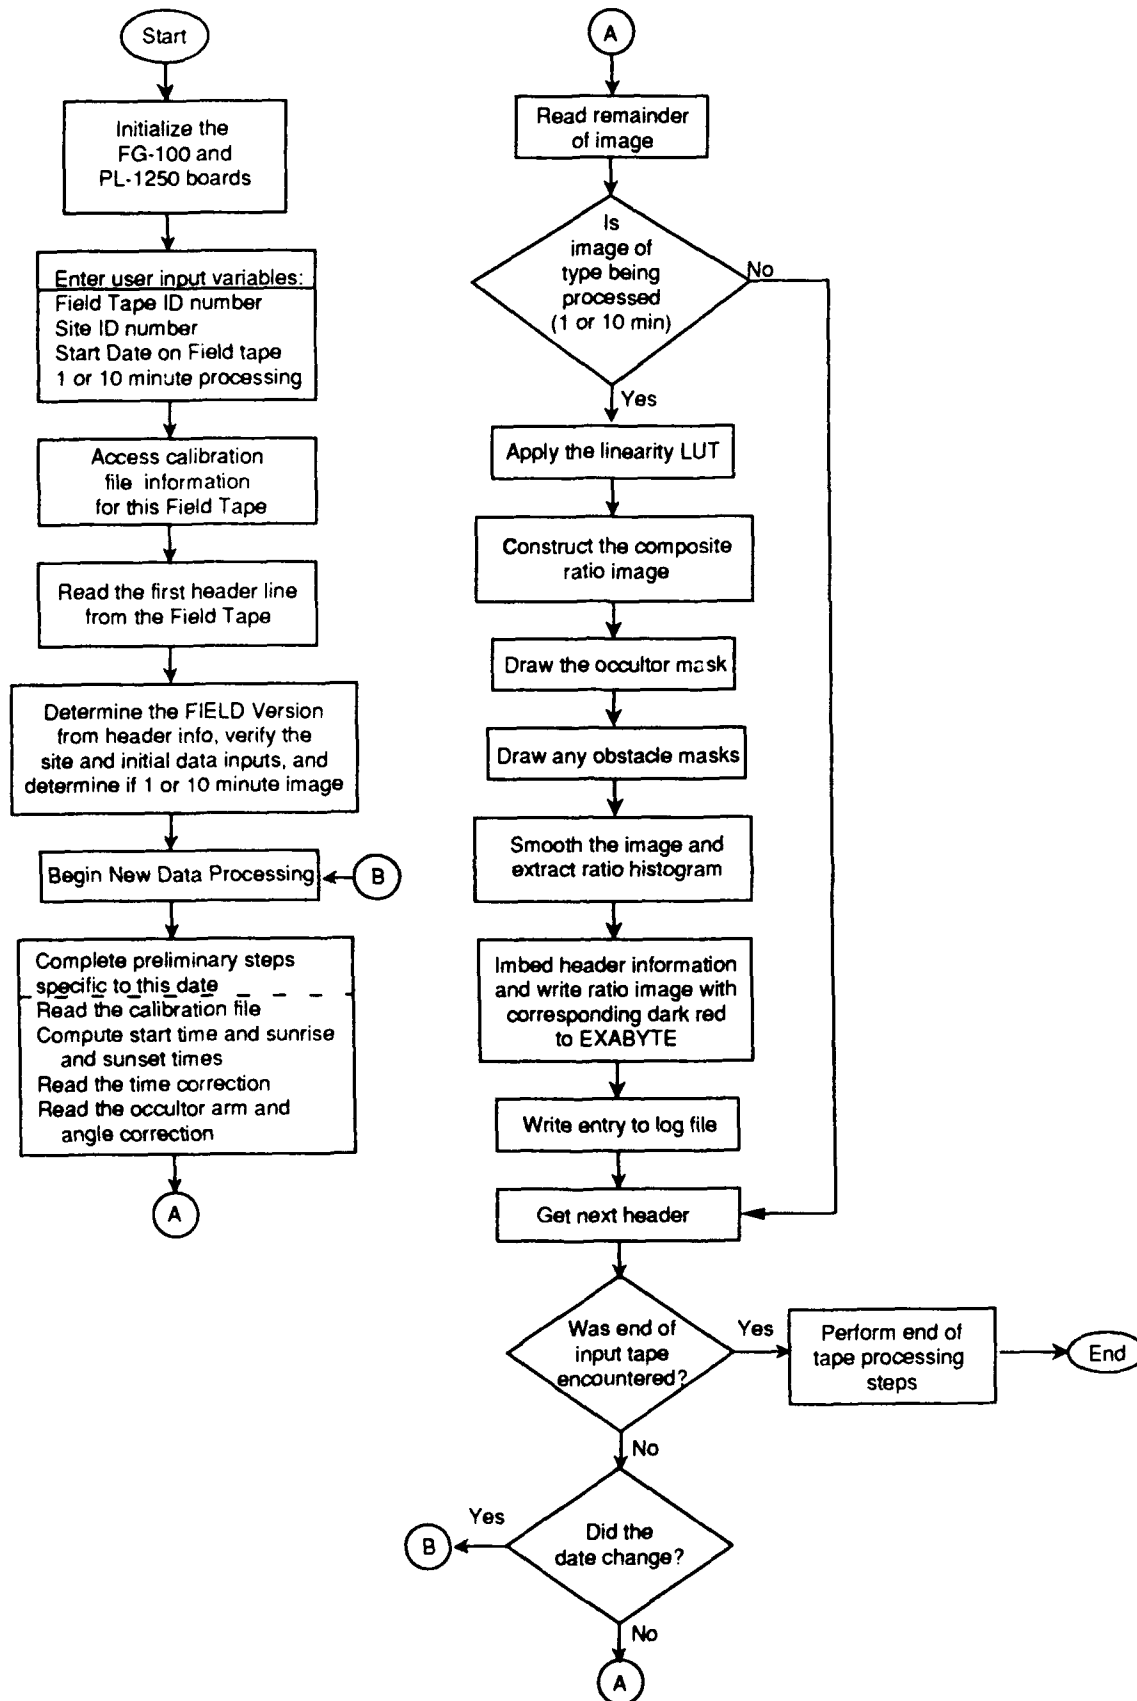 Start
Initialize the
FG-100 and
PL-1250 boards
Enter user input variables:
Field Tape ID number
Site ID number
Start Date on Field tape
1 or 10 minute processing
Access calibration
file information
for this Field Tape
Read the first header line
from the Field Tape
Determine the FIELD Version
from header info, verify the
site and initial data inputs, and
determine if 1 or 10 minute image
Begin New Data Processing
B
Complete preliminary steps
specific to this date
Read the calibration file
Compute start time and sunrise
and sunset times
Read the time correction
Read the occultor arm and
angle correction
A
A
Read remainder
of image
Is
image of
type being
processed
(1 or 10 min)
No
Yes
Apply the linearity LUT
Construct the composite
ratio image
Draw the occultor mask
Draw any obstacle masks
Smooth the image and
extract ratio histogram
Imbed header information
and write ratio image with
corresponding dark red
to EXABYTE
Write entry to log file
Get next header
Was end of
input tape
encountered?
Yes
Perform end of
tape processing
steps
End
No
Did the
date change?
Yes
B
No
A